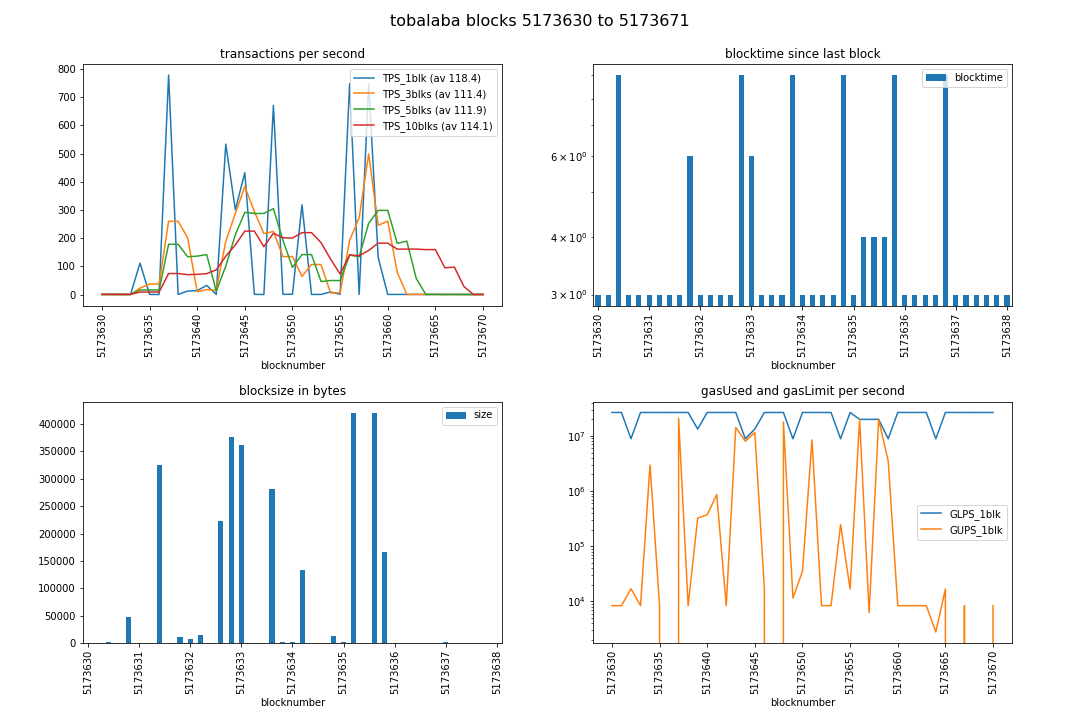 tobalaba blocks 5173630 to 5173671
transactions per second
800
700
600
500
400
300
200
100
0
TPS_1blk (av 118.4)
TPS_3blks (av 111.4)
TPS_5blks (av 111.9)
TPS_10blks (av 114.1)
5173630
5173635
5173640
5173645
5173650
5173655
5173660
5173665
5173670
blocknumber
blocktime since last block
blocktime
6 × 10⁰
4 × 10⁰
3 × 10⁰
5173630
5173631
5173632
5173633
5173634
5173635
5173636
5173637
5173638
blocknumber
blocksize in bytes
size
400000
350000
300000
250000
200000
150000
100000
50000
0
5173630
5173631
5173632
5173633
5173634
5173635
5173636
5173637
5173638
blocknumber
gasUsed and gasLimit per second
10⁷
10⁶
10⁵
10⁴
GLPS_1blk
GUPS_1blk
5173630
5173635
5173640
5173645
5173650
5173655
5173660
5173665
5173670
blocknumber